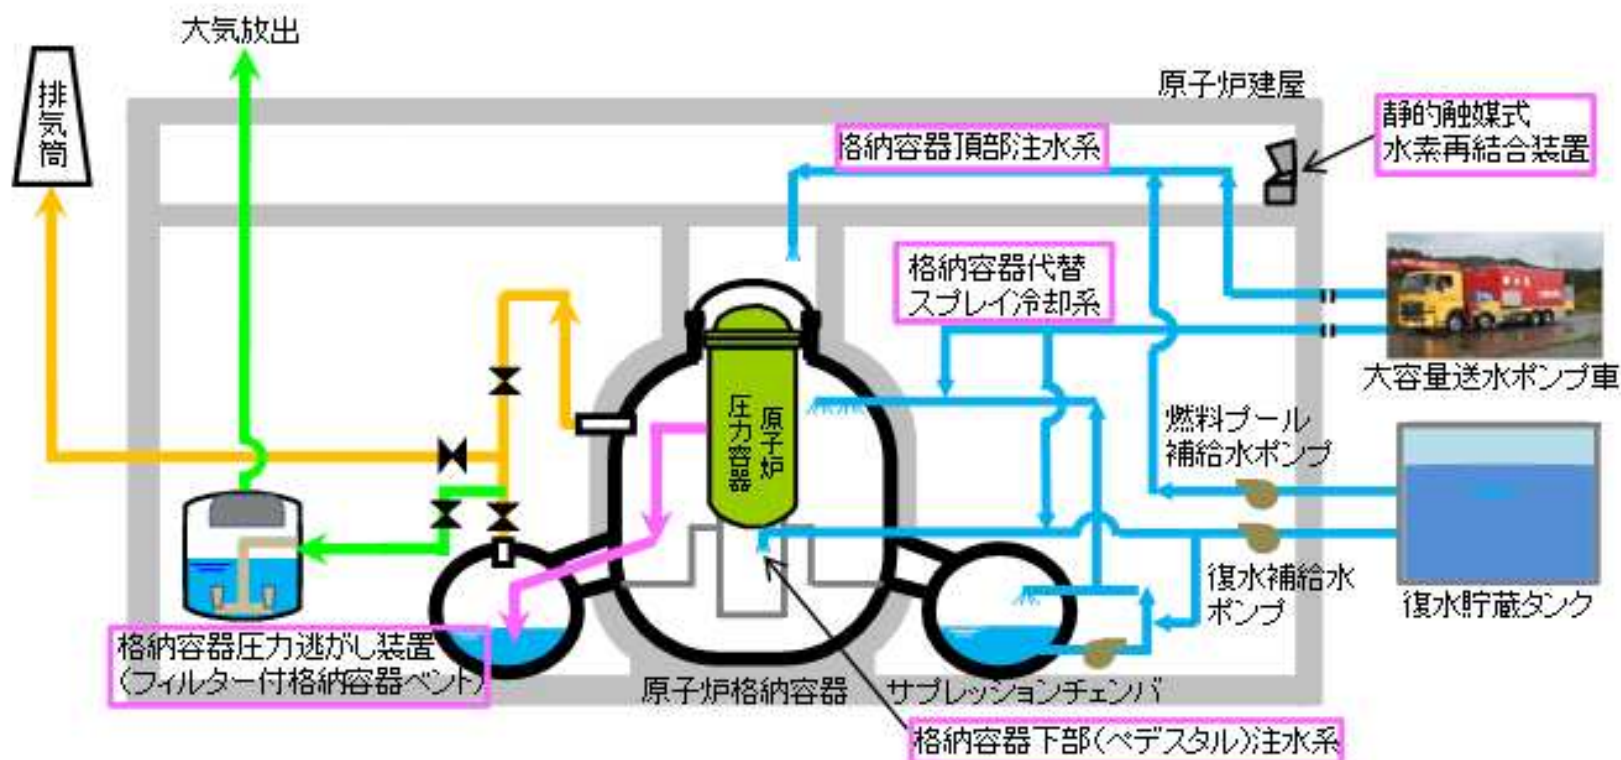 大気放出
排気筒
原子炉建屋
静的触媒式
水素再結合装置
格納容器頂部注水系
格納容器代替
スプレイ冷却系
大容量送水ポンプ車
原子炉
圧力容器
燃料プール
補給水ポンプ
復水補給水
ポンプ
復水貯蔵タンク
格納容器圧力逃がし装置
(フィルター付格納容器ベント)
原子炉格納容器
サプレッションチェンバ
格納容器下部(ペデスタル)注水系